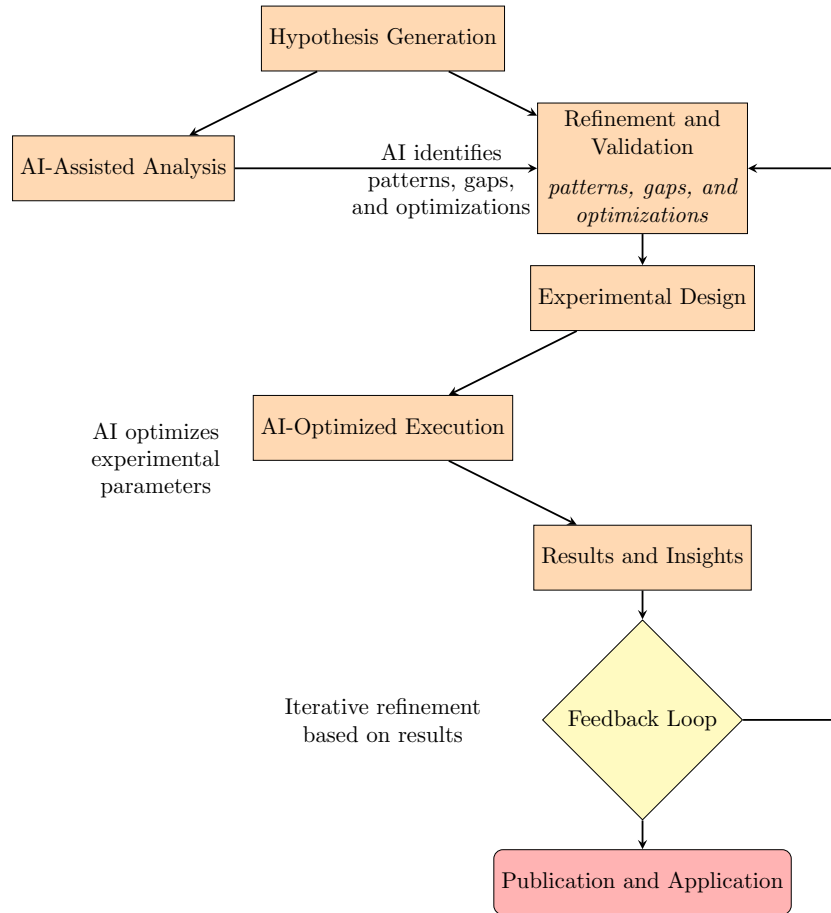 Hypothesis Generation
Refinement and
Validation
patterns, gaps, and
optimizations
AI-Assisted Analysis
AI identifies
patterns, gaps,
and optimizations
Experimental Design
AI-Optimized Execution
AI optimizes
experimental
parameters
Results and Insights
Iterative refinement
based on results
Feedback Loop
Publication and Application